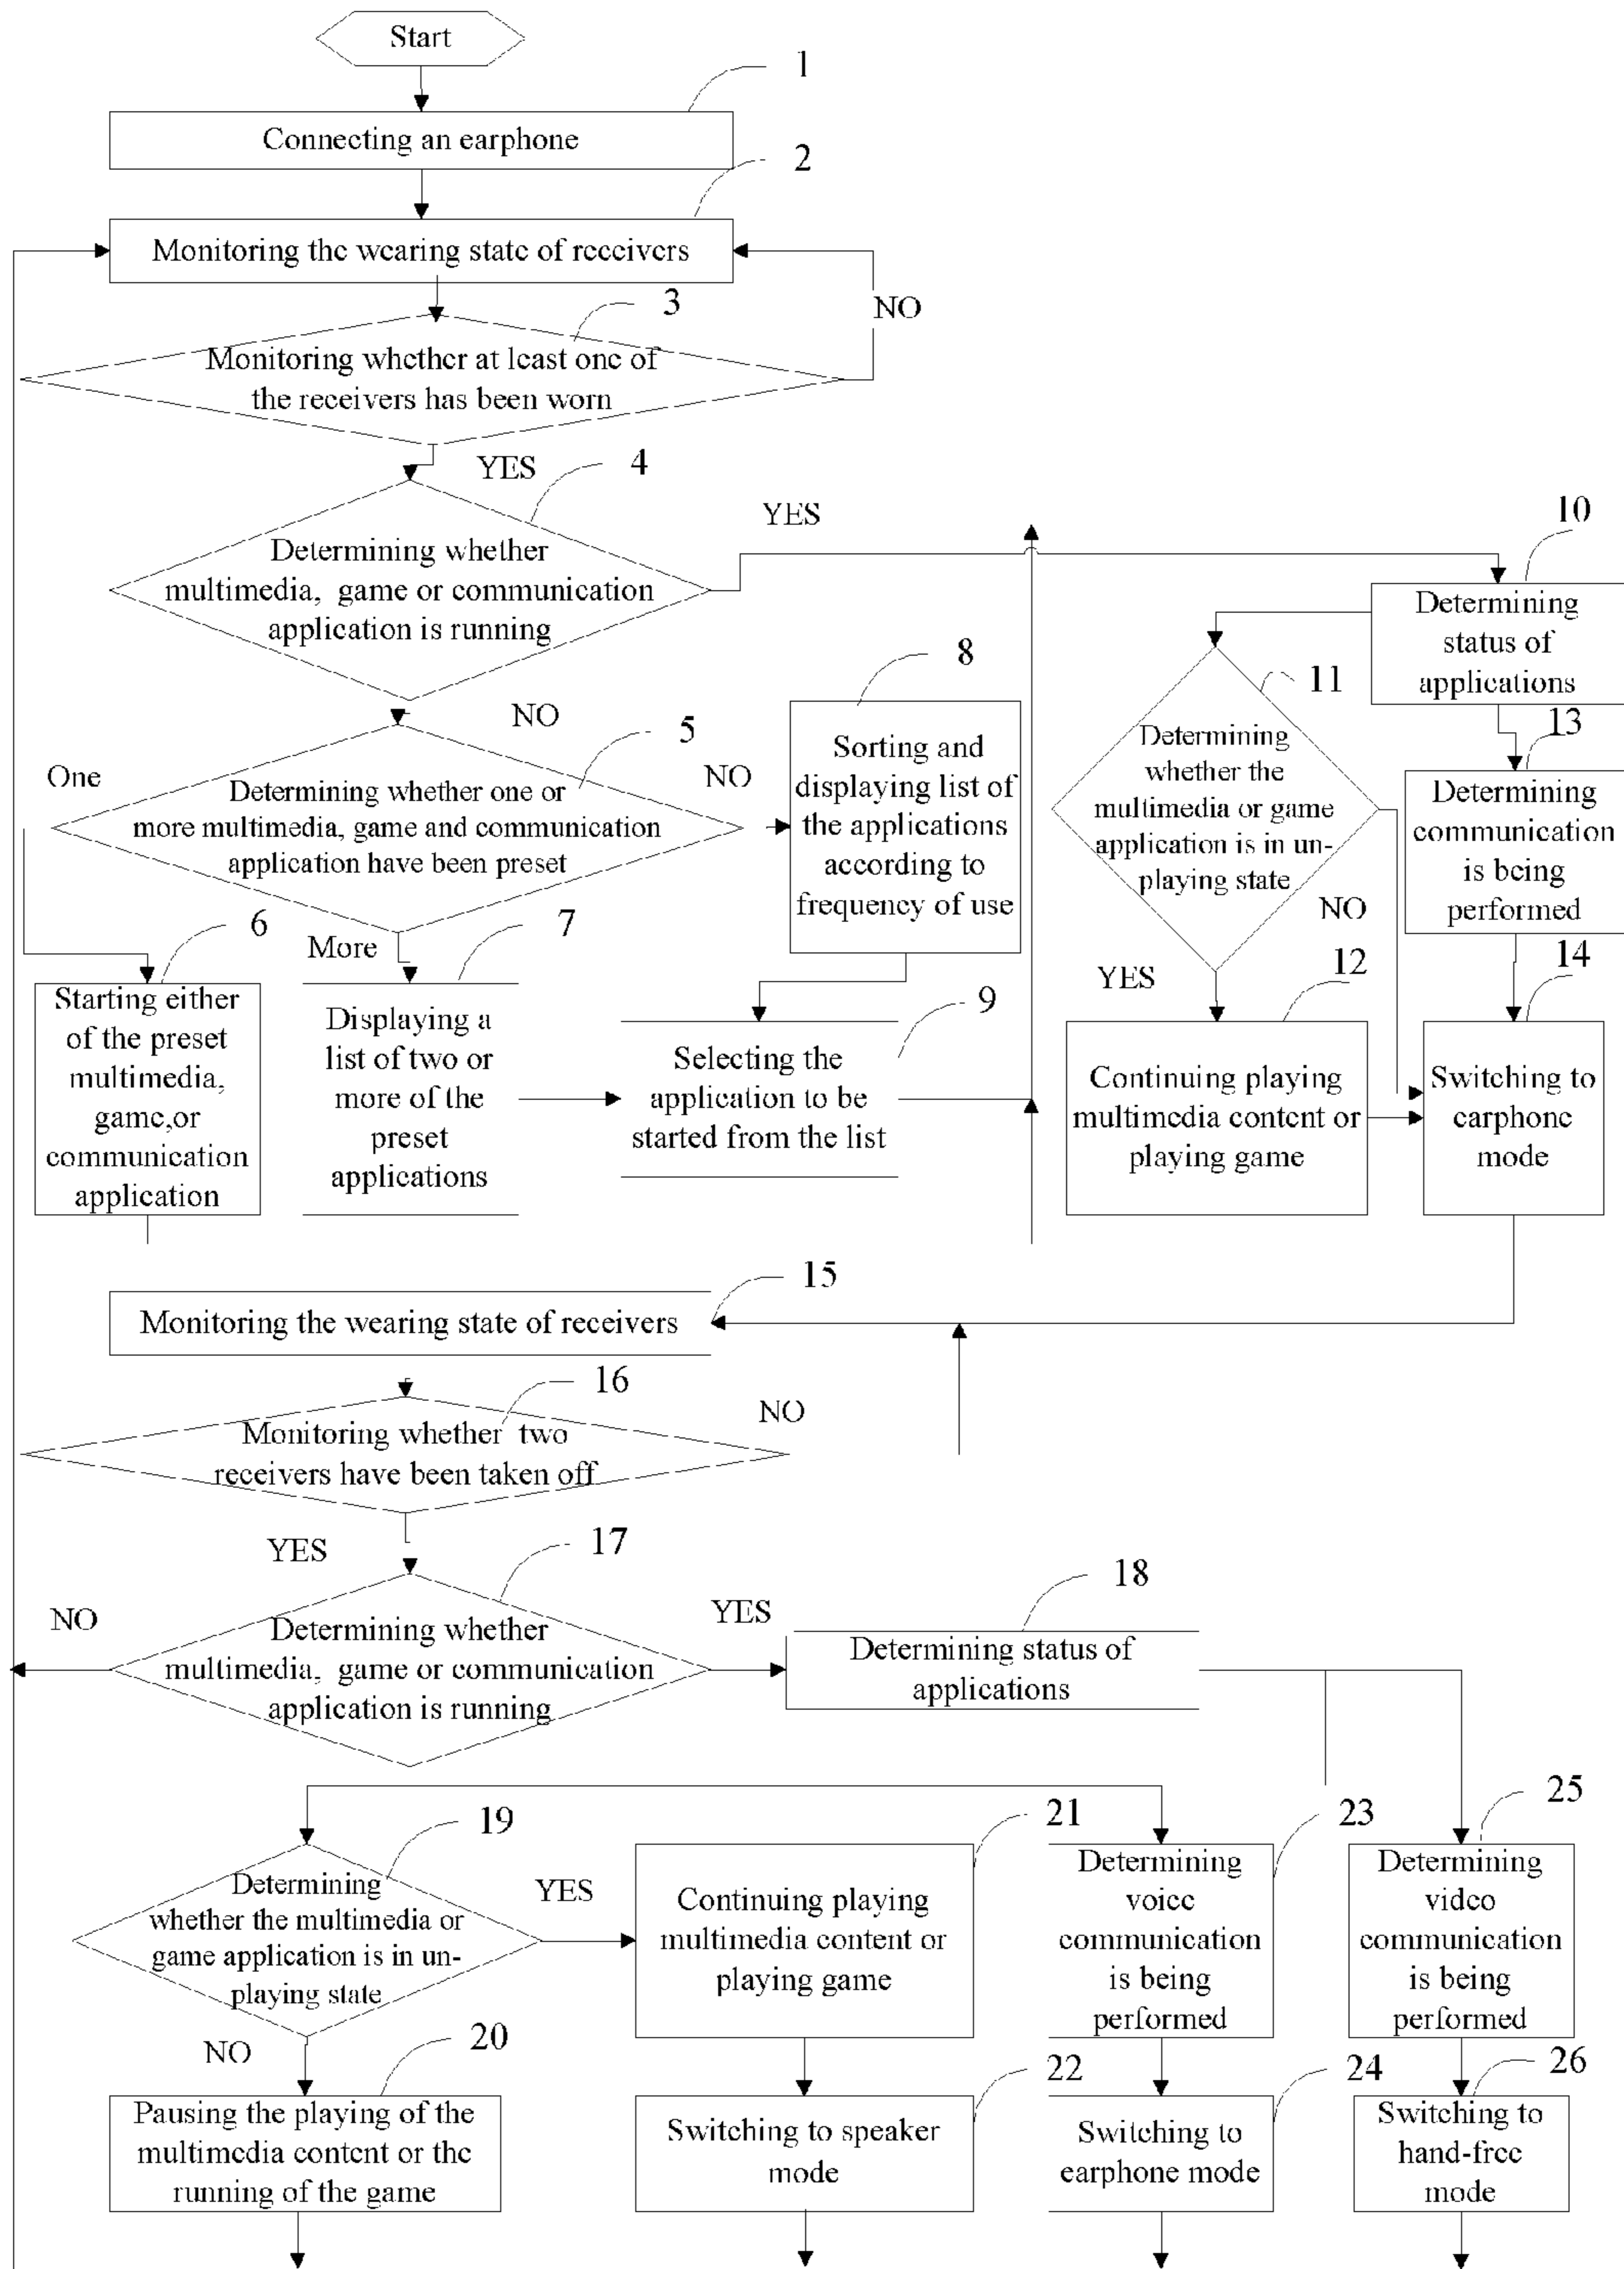 Start
1
Connecting an earphone
2
Monitoring the wearing state of receivers
NO
3
Monitoring whether at least one of
the receivers has been worn
YES
4
Determining whether
multimedia, game or communication
application is running
YES
NO
5
Determining whether one or
more multimedia, game and communication
application have been preset
One
NO
More
6
Starting either
of the preset
multimedia,
game,or
communication
application
7
Displaying a
list of two or
more of the
preset
applications
8
Sorting and
displaying list of
the applications
according to
frequency of use
9
Selecting the
application to be
started from the list
10
Determining
status of
applications
11
Determining
whether the
multimedia or game
application is in un-
playing state
NO
YES
12
Continuing playing
multimedia content or
playing game
13
Determining
communication
is being
performed
14
Switching to
earphone
mode
15
Monitoring the wearing state of receivers
16
Monitoring whether two
receivers have been taken off
NO
YES
17
Determining whether
multimedia, game or communication
application is running
NO
YES
18
Determining status of
applications
19
Determining
whether the multimedia or
game application is in un-
playing state
YES
NO
20
Pausing the playing of the
multimedia content or the
running of the game
21
Continuing playing
multimedia content or
playing game
22
Switching to speaker
mode
23
Determining
voice
communication
is being
performed
24
Switching to
earphone mode
25
Determining
video
communication
is being
performed
26
Switching to
hand-free
mode